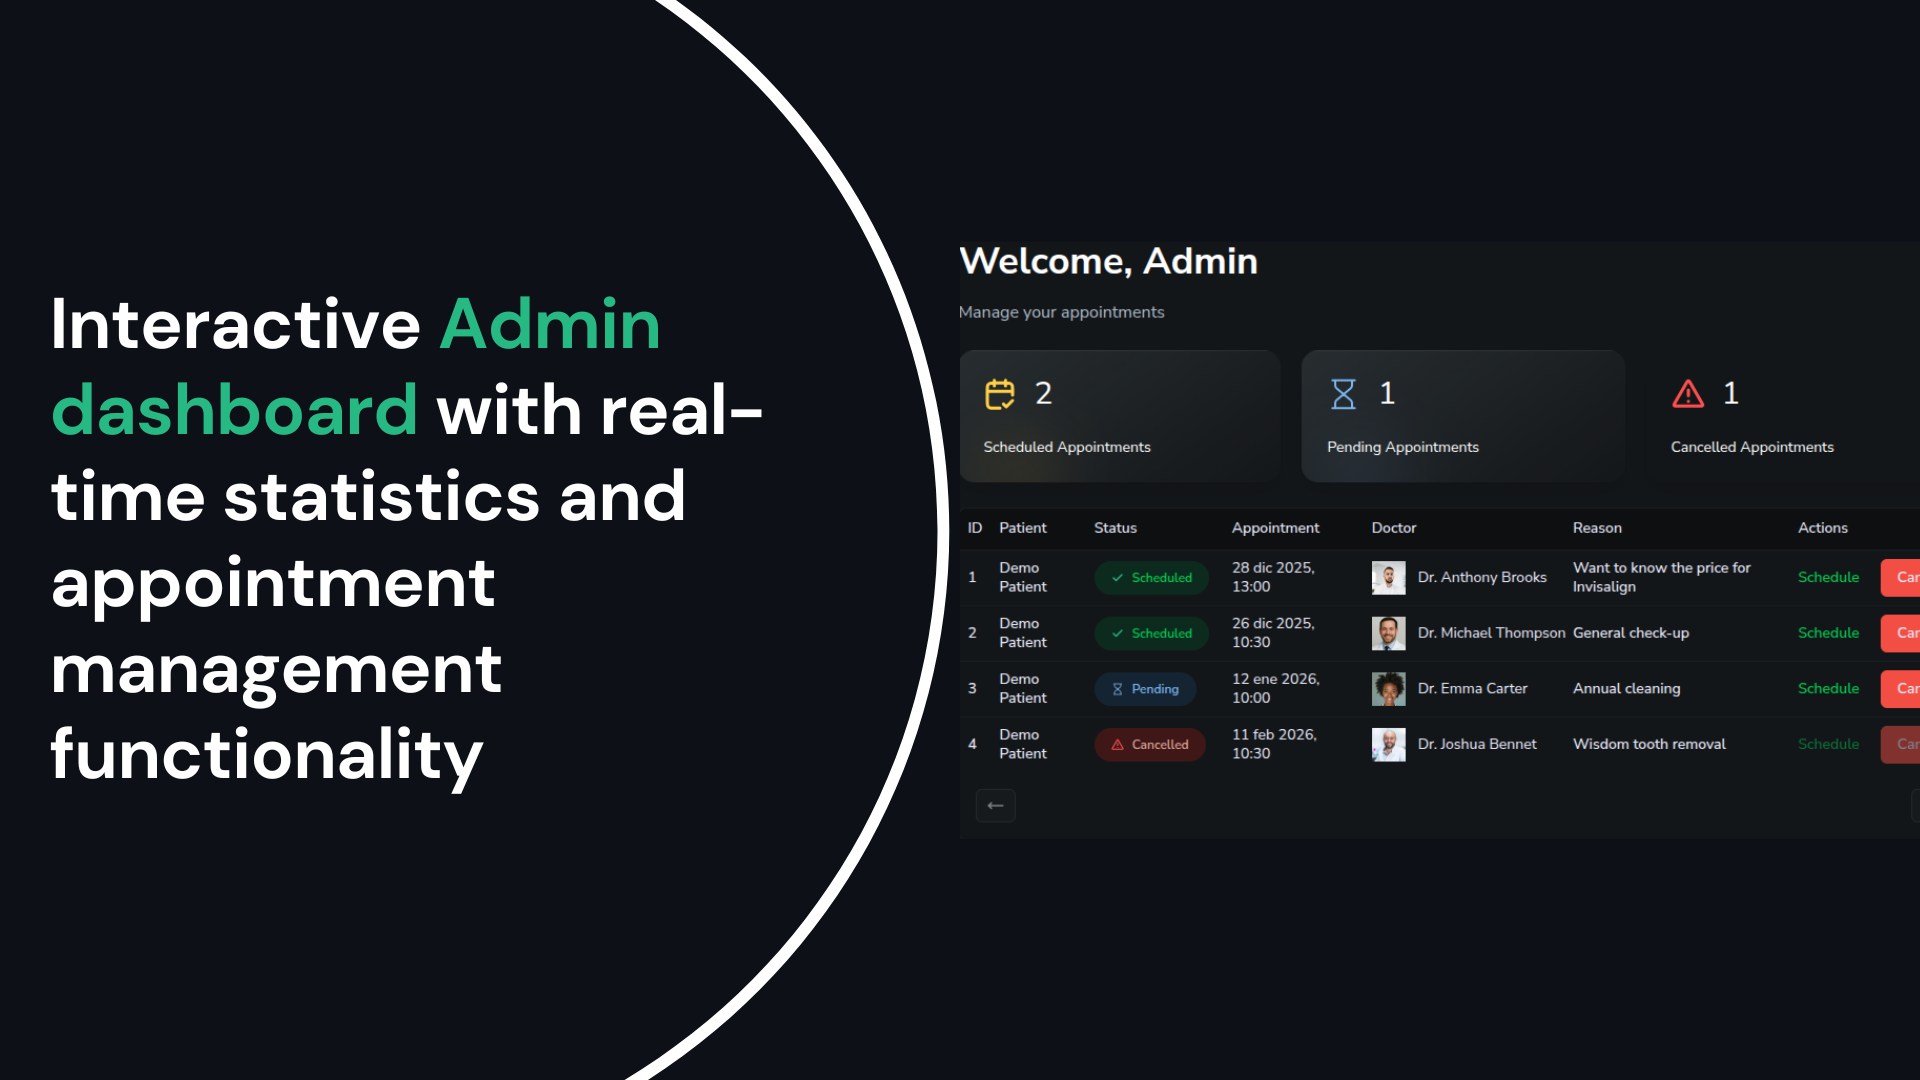 Interactive Admin
dashboard with real-
time statistics and
appointment
management
functionality
Welcome, Admin
Manage your appointments
2
Scheduled Appointments
1
Pending Appointments
1
Cancelled Appointments
ID Patient Status Appointment Doctor Reason Actions
1 Demo Patient Scheduled 28 dic 2025, 13:00 Dr. Anthony Brooks Want to know the price for Invisalign Schedule
2 Demo Patient Scheduled 26 dic 2025, 10:30 Dr. Michael Thompson General check-up Schedule
3 Demo Patient Pending 12 ene 2026, 10:00 Dr. Emma Carter Annual cleaning Schedule
4 Demo Patient Cancelled 11 feb 2026, 10:30 Dr. Joshua Bennet Wisdom tooth removal Schedule